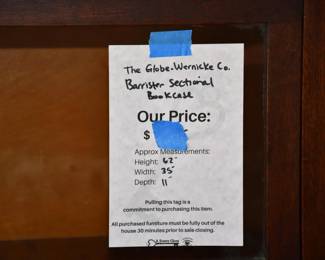 The Globe-Wernicke Co.
Barrister Sectional
Bookcase
Our Price:
$
Approx Measurements:
Height: 62"
Width: 35"
Depth: 11"
Pulling this tag is a
commitment to purchasing this item.
All purchased furniture must be fully out of the
house 30 minutes prior to sale closing.